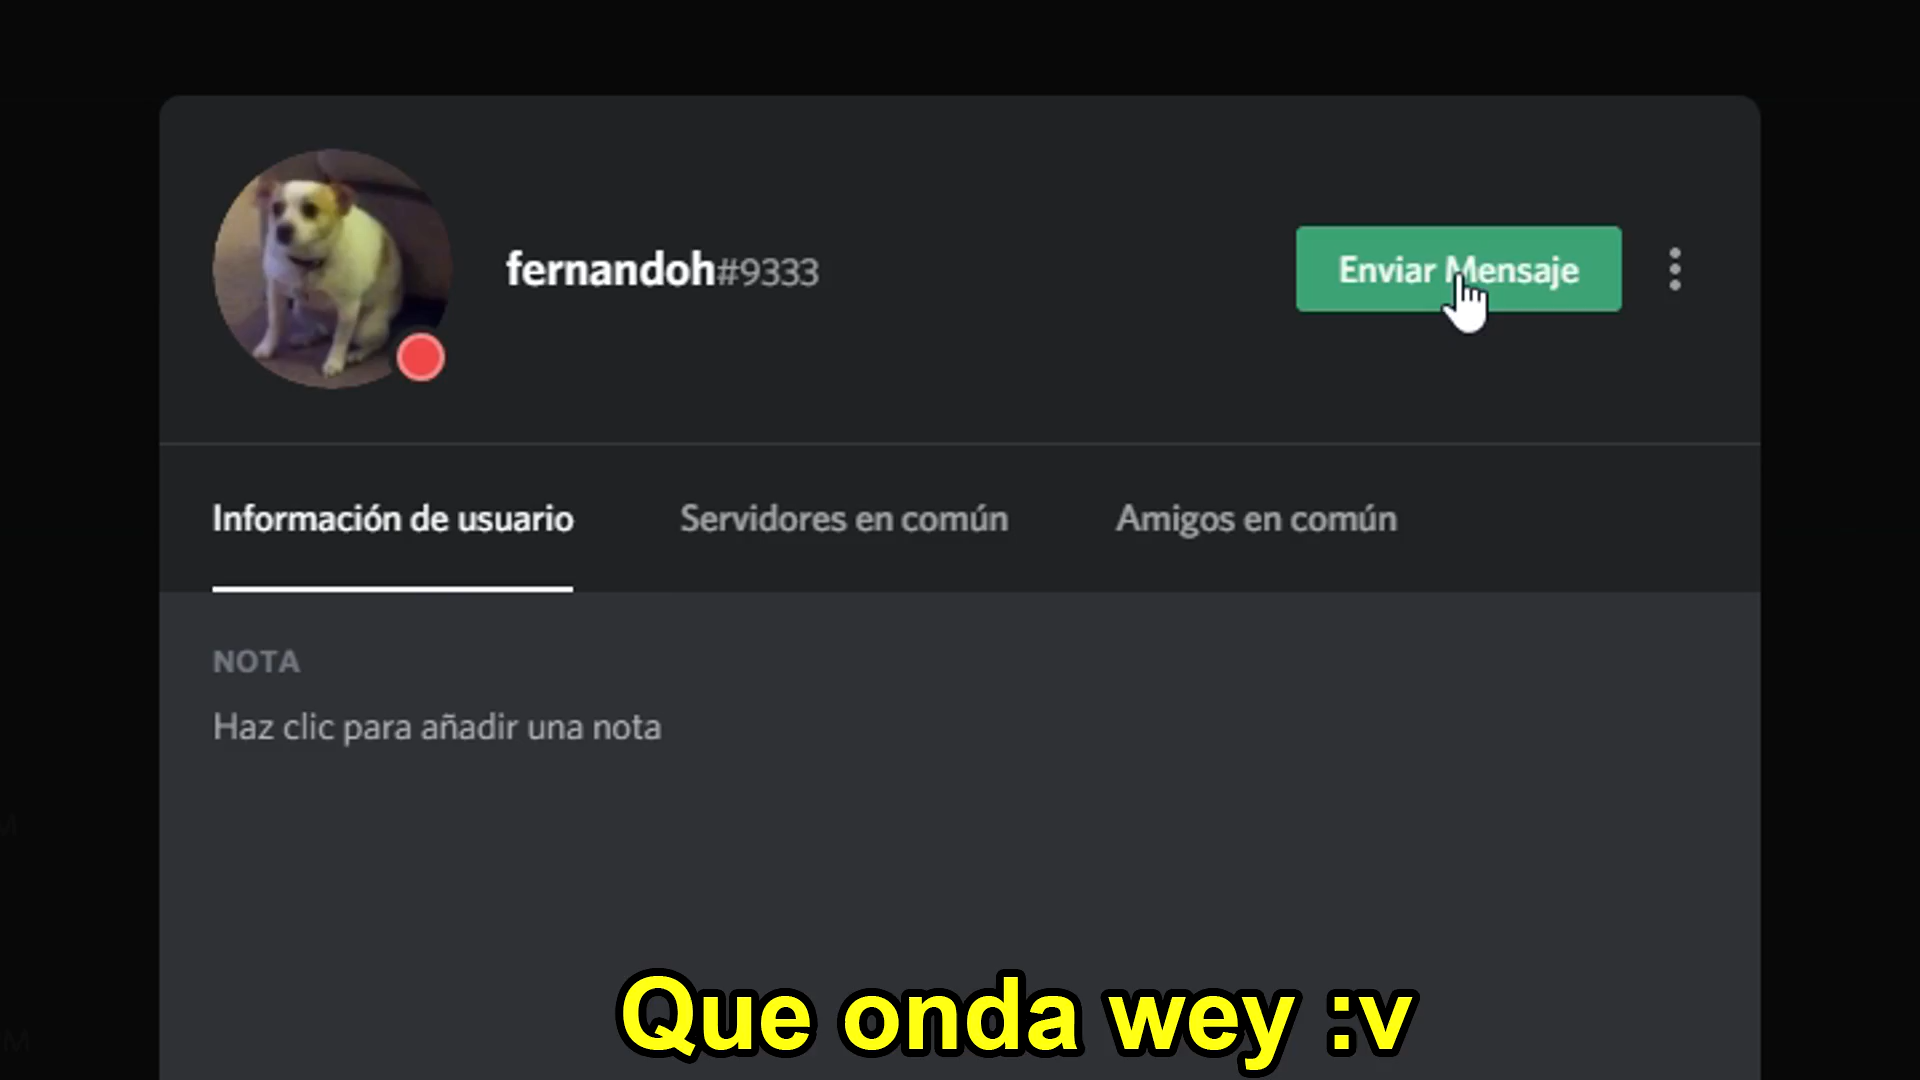 fernandoh#9333
Enviar Mensaje
Información de usuario
Servidores en común
Amigos en común
NOTA
Haz clic para añadir una nota
Que onda wey :v